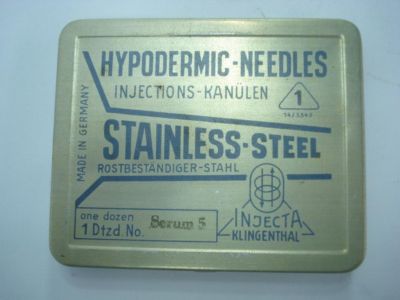 HYPODERMIC-NEEDLES
INJECTIONS-KANÜLEN
1
MADE IN GERMANY
STAINLESS-STEEL
ROSTBESTÄNDIGER-STAHL
one dozen
1 Dtzd. No. Serum 5
INJECTA
KLINGENTHAL